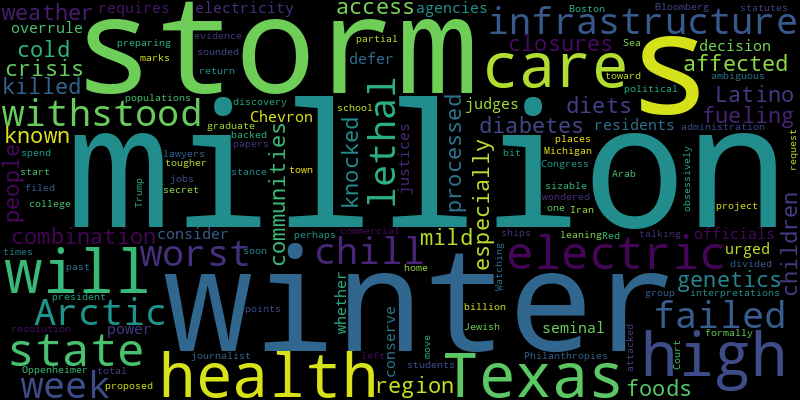 weather requires electricity access agencies Boston Bloomberg statutes
overrule preparing evidence partial infrastructure
cold marks sounded storm defer care closures Sea decision
crisis return toward s affected
killed populations discovery lethal judges diets political ambiguous Latino
withstood school Chevron known processed diabetes residents administration fueling
known graduate backed knocked justices especially places request
people spend lawyers papers tougher million bit Michigan
start jobs stance town Congress Arab obsessively children
college filed Trump secret communities sizable wondered one Iran project
combination consider perhaps commercial mild ships leaning Red talking officials
times worst soon chill electric urged divided
will past whether home Watching group genetics interpretations
Arctic president power points winter billion seminal failed
resolution conserve move Jewish attacked Court formally
state journalist left students Philanthropies high
Oppenheimer total health region Texas foods
week proposed